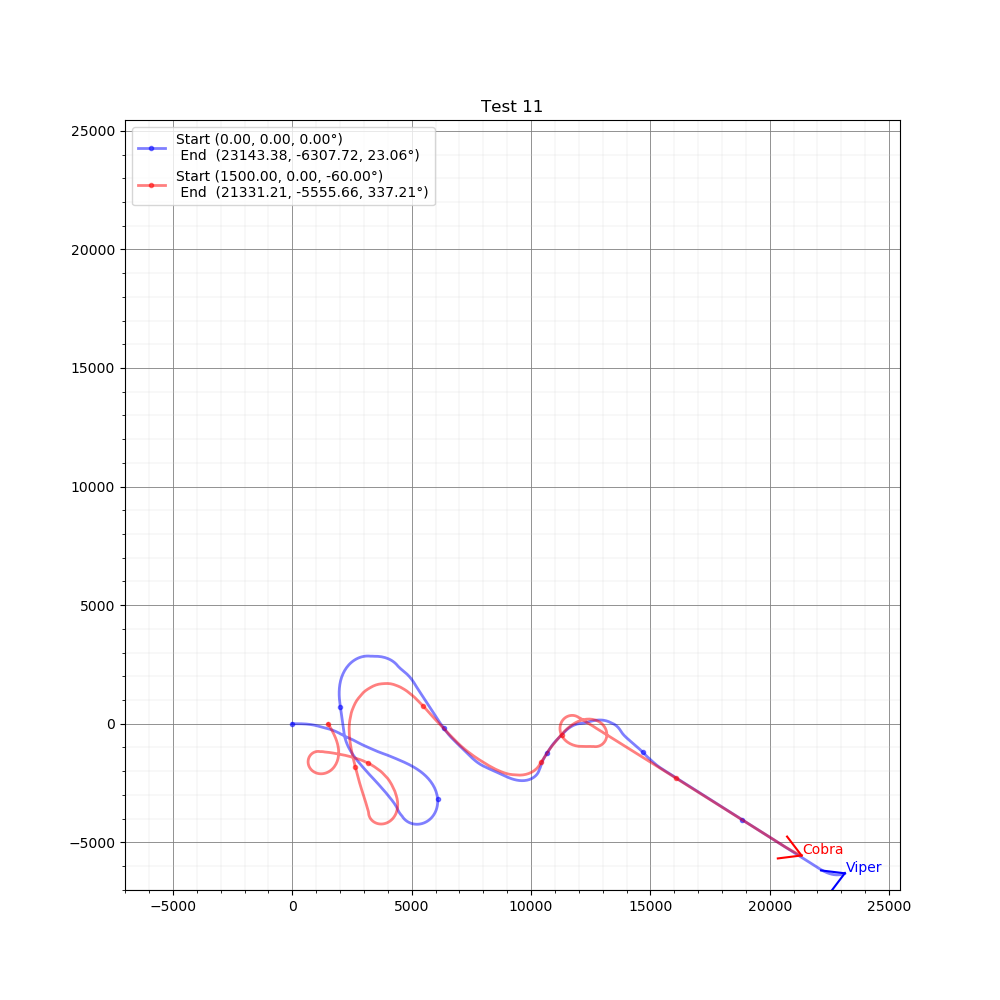 Test 11
Start (0.00, 0.00, 0.00°)
End  (23143.38, -6307.72, 23.06°)
Start (1500.00, 0.00, -60.00°)
End  (21331.21, -5555.66, 337.21°)
25000
20000
15000
10000
5000
0
−5000
Cobra
Viper
−5000 0 5000 10000 15000 20000 25000